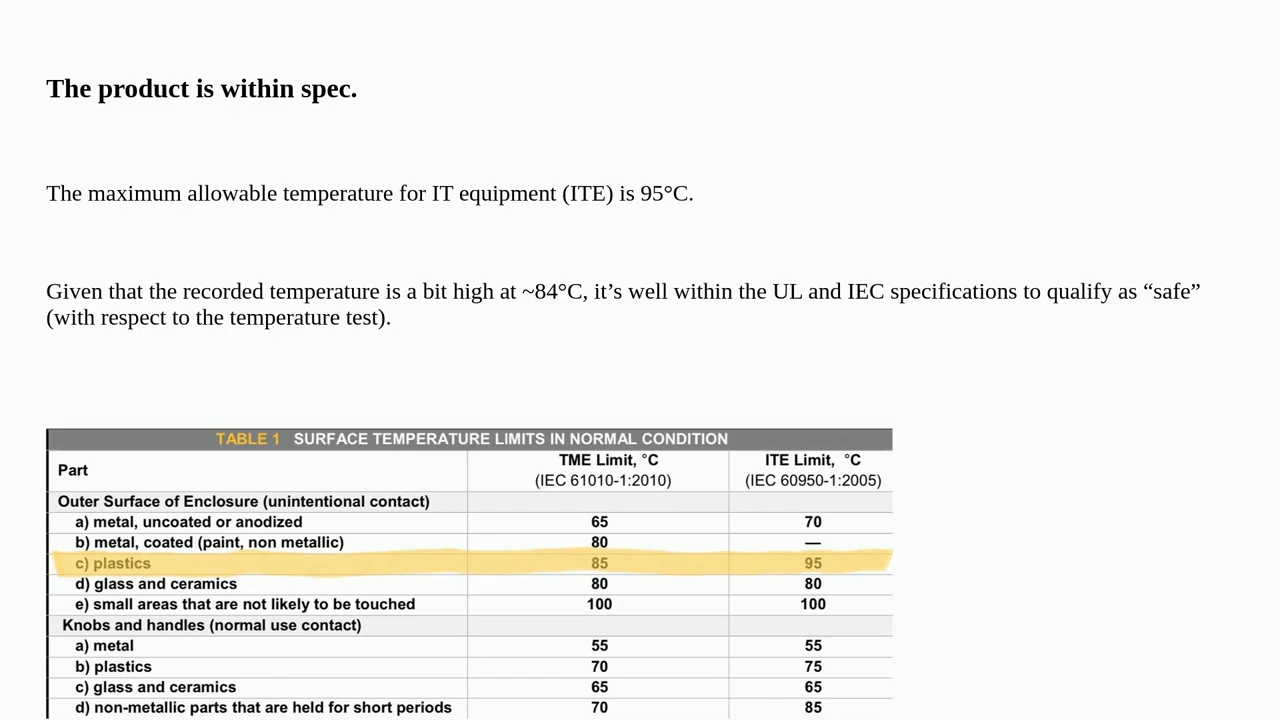 The product is within spec.
The maximum allowable temperature for IT equipment (ITE) is 95°C.
Given that the recorded temperature is a bit high at ~84°C, it’s well within the UL and IEC specifications to qualify as “safe”
(with respect to the temperature test).
TABLE 1 SURFACE TEMPERATURE LIMITS IN NORMAL CONDITION
Part TME Limit, °C ITE Limit, °C
(IEC 61010-1:2010) (IEC 60950-1:2005)
Outer Surface of Enclosure (unintentional contact)
a) metal, uncoated or anodized 65 70
b) metal, coated (paint, non metallic) 80 —
c) plastics 85 95
d) glass and ceramics 80 80
e) small areas that are not likely to be touched 100 100
Knobs and handles (normal use contact)
a) metal 55 55
b) plastics 70 75
c) glass and ceramics 65 65
d) non-metallic parts that are held for short periods 70 85